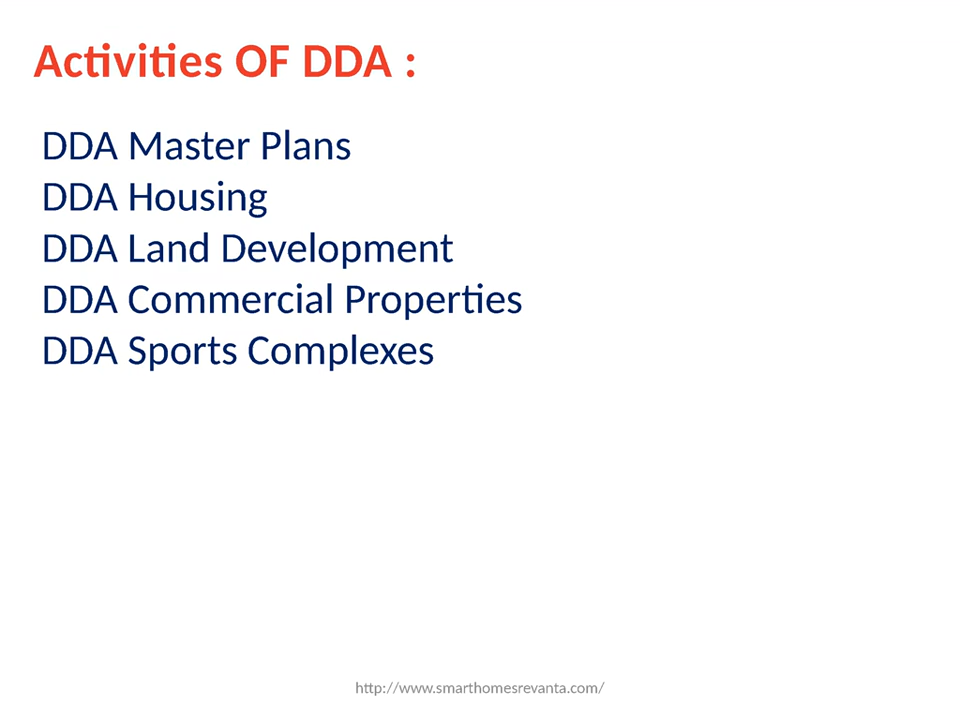 Activities OF DDA :
DDA Master Plans
DDA Housing
DDA Land Development
DDA Commercial Properties
DDA Sports Complexes
http://www.smarthomesrevanta.com/